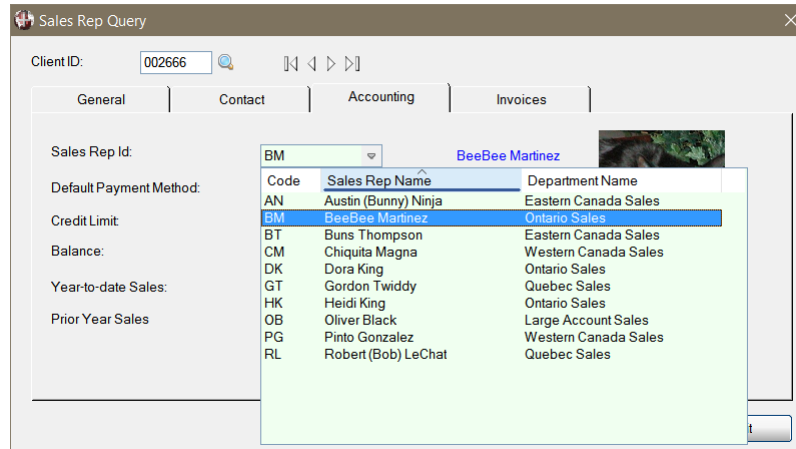 Sales Rep Query
Client ID: 002666
General Contact Accounting Invoices
Sales Rep Id: BM BeeBee Martinez
Default Payment Method:
Credit Limit:
Balance:
Year-to-date Sales:
Prior Year Sales
Code Sales Rep Name Department Name
AN Austin (Bunny) Ninja Eastern Canada Sales
BM BeeBee Martinez Ontario Sales
BT Buns Thompson Eastern Canada Sales
CM Chiquita Magna Western Canada Sales
DK Dora King Ontario Sales
GT Gordon Twiddy Quebec Sales
HK Heidi King Ontario Sales
OB Oliver Black Large Account Sales
PG Pinto Gonzalez Western Canada Sales
RL Robert (Bob) LeChat Quebec Sales